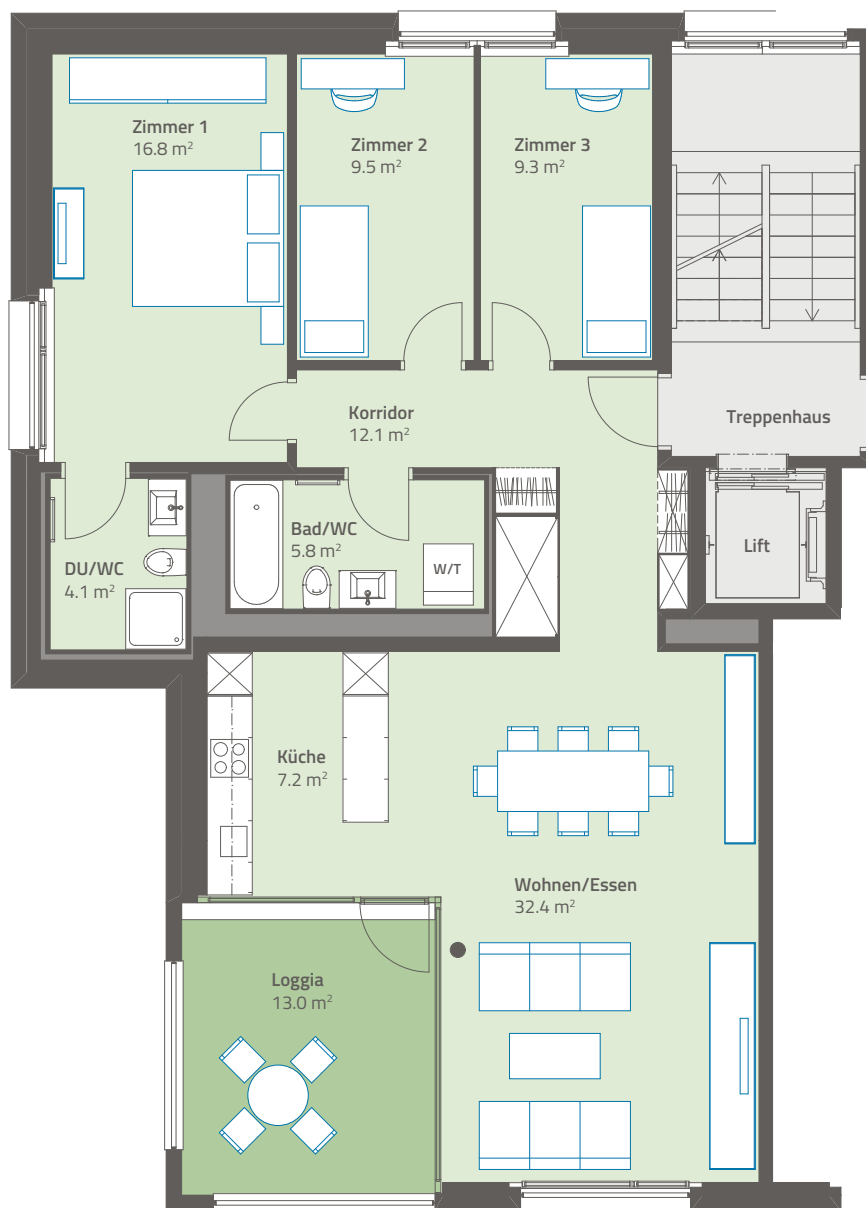 Zimmer 1
16.8 m²
Zimmer 2
9.5 m²
Zimmer 3
9.3 m²
Korridor
12.1 m²
Treppenhaus
DU/WC
4.1 m²
Bad/WC
5.8 m²
W/T
Lift
Küche
7.2 m²
Wohnen/Essen
32.4 m²
Loggia
13.0 m²